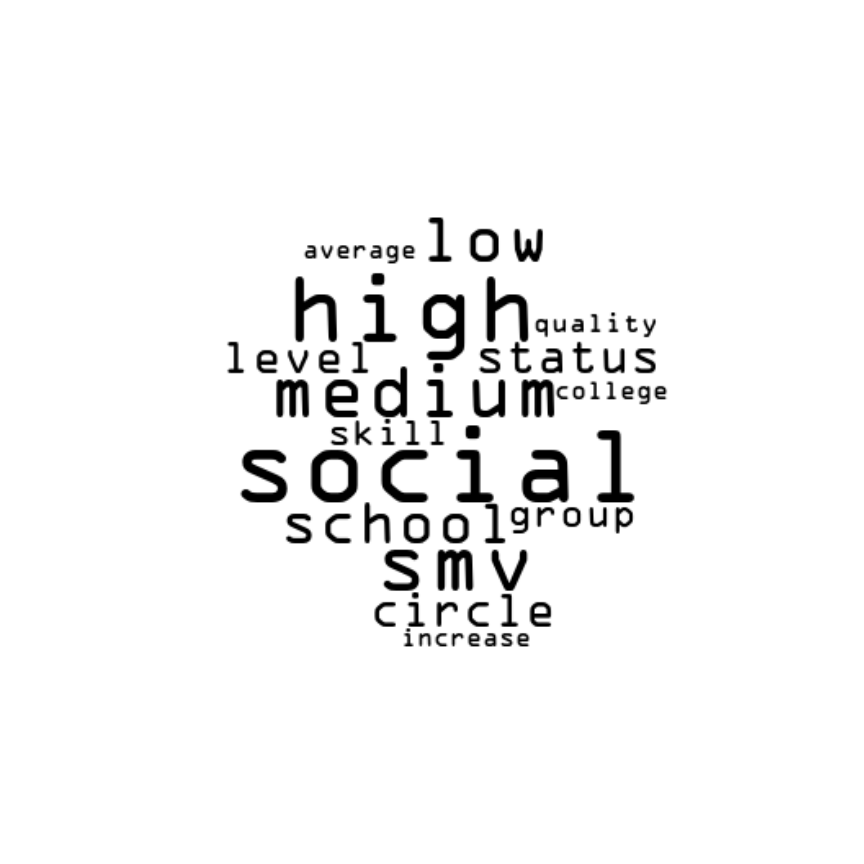 average low
high quality
level status
medium college
skill
social
school group
smv
circle
increase